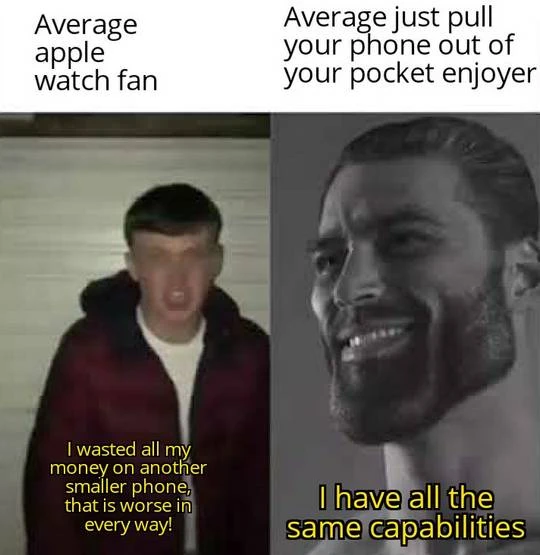 Average
apple
watch fan
Average just pull
your phone out of
your pocket enjoyer
I wasted all my
money on another
smaller phone,
that is worse in
every way!
I have all the
same capabilities